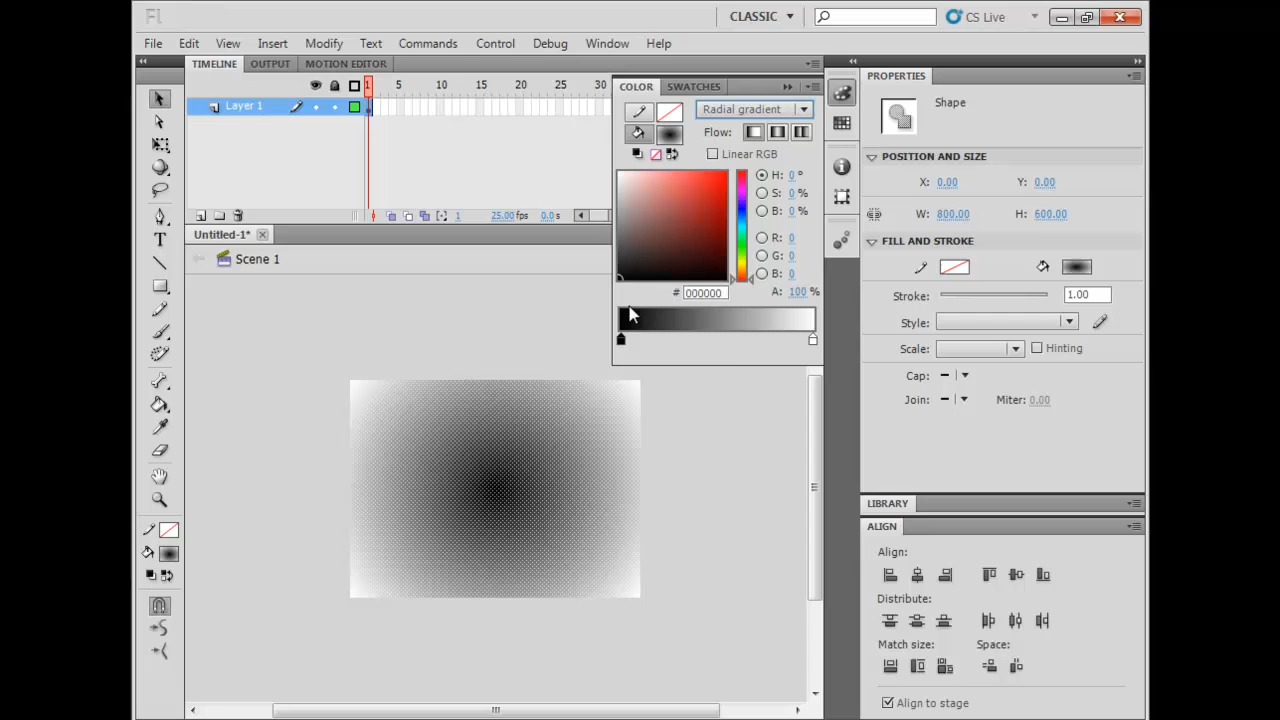 Fl
CLASSIC
CS Live
File Edit View Insert Modify Text Commands Control Debug Window Help
TIMELINE OUTPUT MOTION EDITOR
1 5 10 15 20 25 30
Layer 1
1 25.00 fps 0.0 s
Untitled-1*
Scene 1
COLOR SWATCHES
Radial gradient
Flow:
Linear RGB
H: 0 °
S: 0 %
B: 0 %
R: 0
G: 0
B: 0
# 000000 A: 100 %
PROPERTIES
Shape
POSITION AND SIZE
X: 0.00 Y: 0.00
W: 800.00 H: 600.00
FILL AND STROKE
Stroke: 1.00
Style:
Scale: Hinting
Cap:
Join: Miter: 0.00
LIBRARY
ALIGN
Align:
Distribute:
Match size: Space:
Align to stage